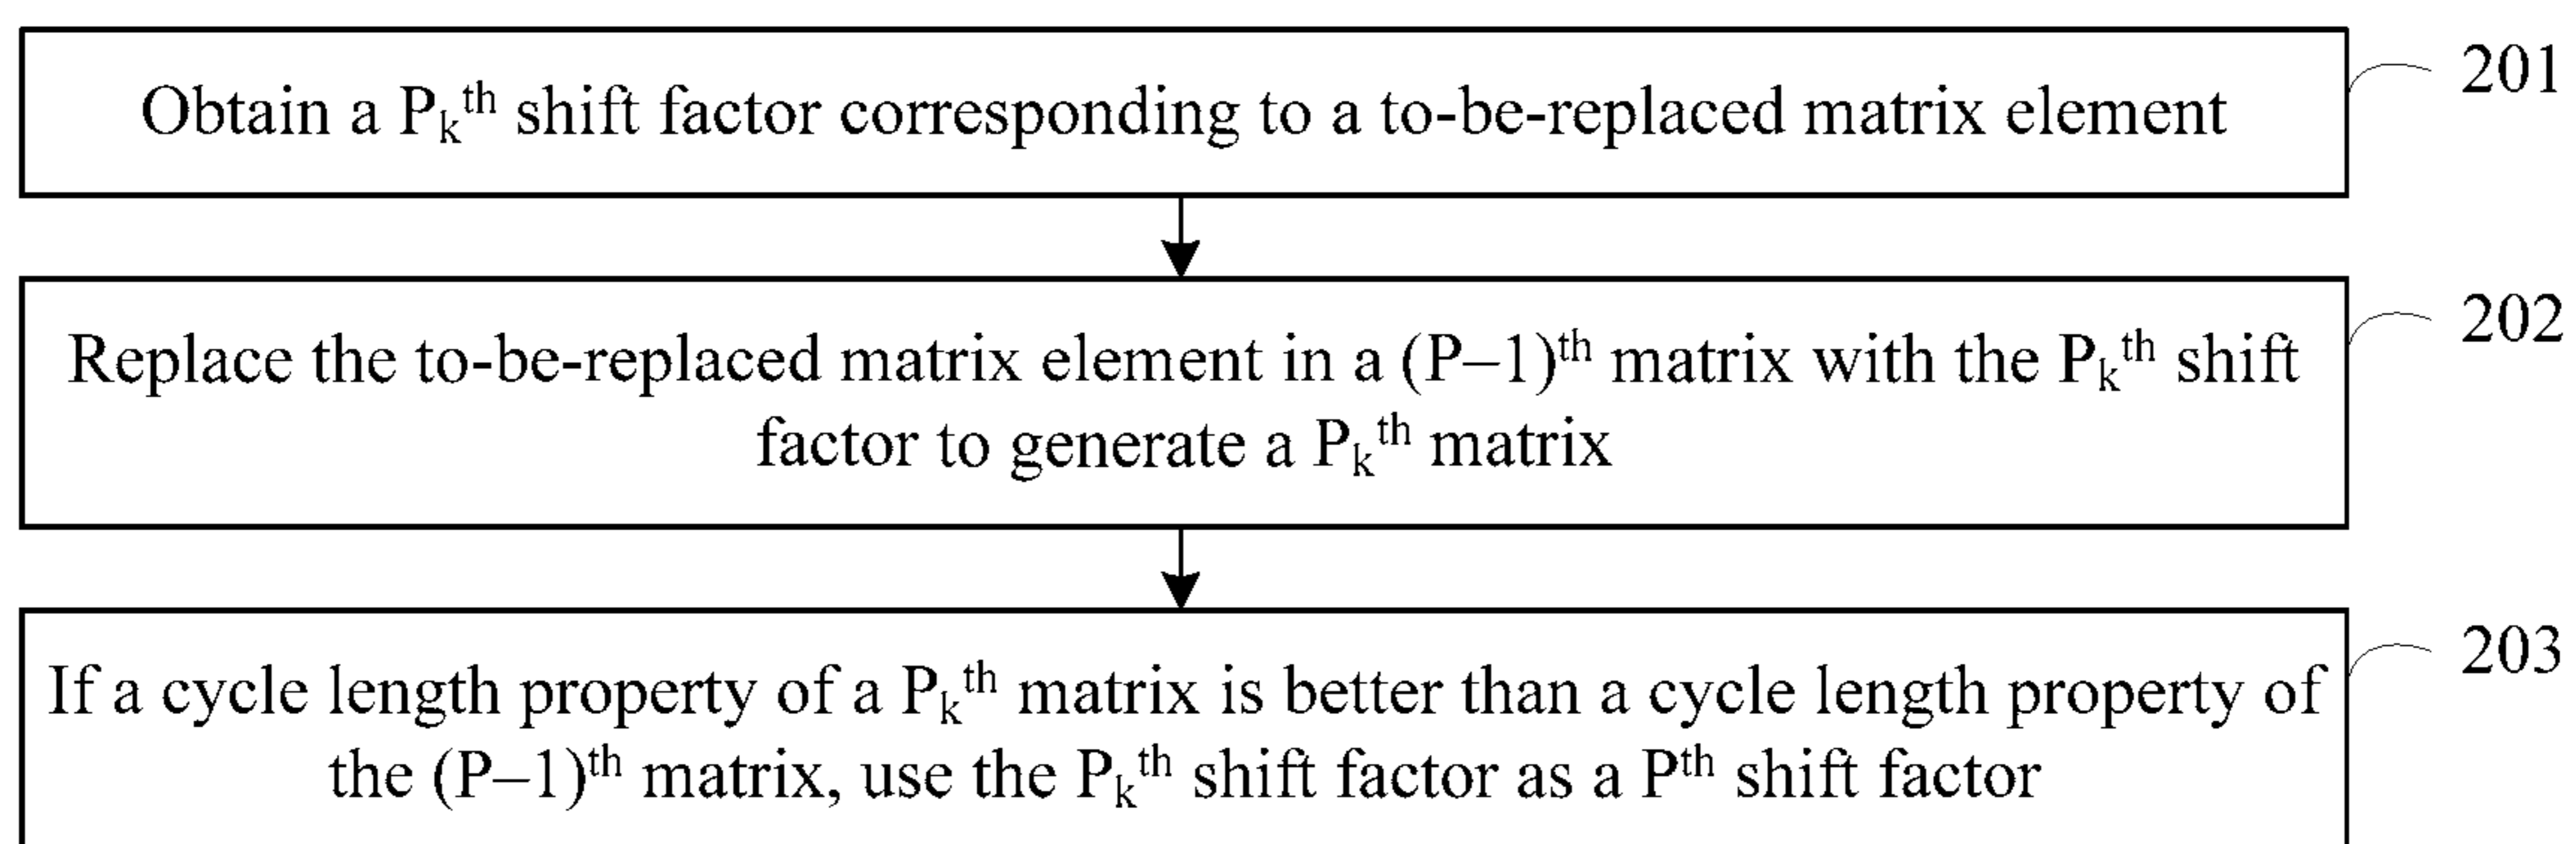 Obtain a Pₖᵗʰ shift factor corresponding to a to-be-replaced matrix element
201
Replace the to-be-replaced matrix element in a (P–1)ᵗʰ matrix with the Pₖᵗʰ shift
factor to generate a Pₖᵗʰ matrix
202
If a cycle length property of a Pₖᵗʰ matrix is better than a cycle length property of
the (P–1)ᵗʰ matrix, use the Pₖᵗʰ shift factor as a Pᵗʰ shift factor
203